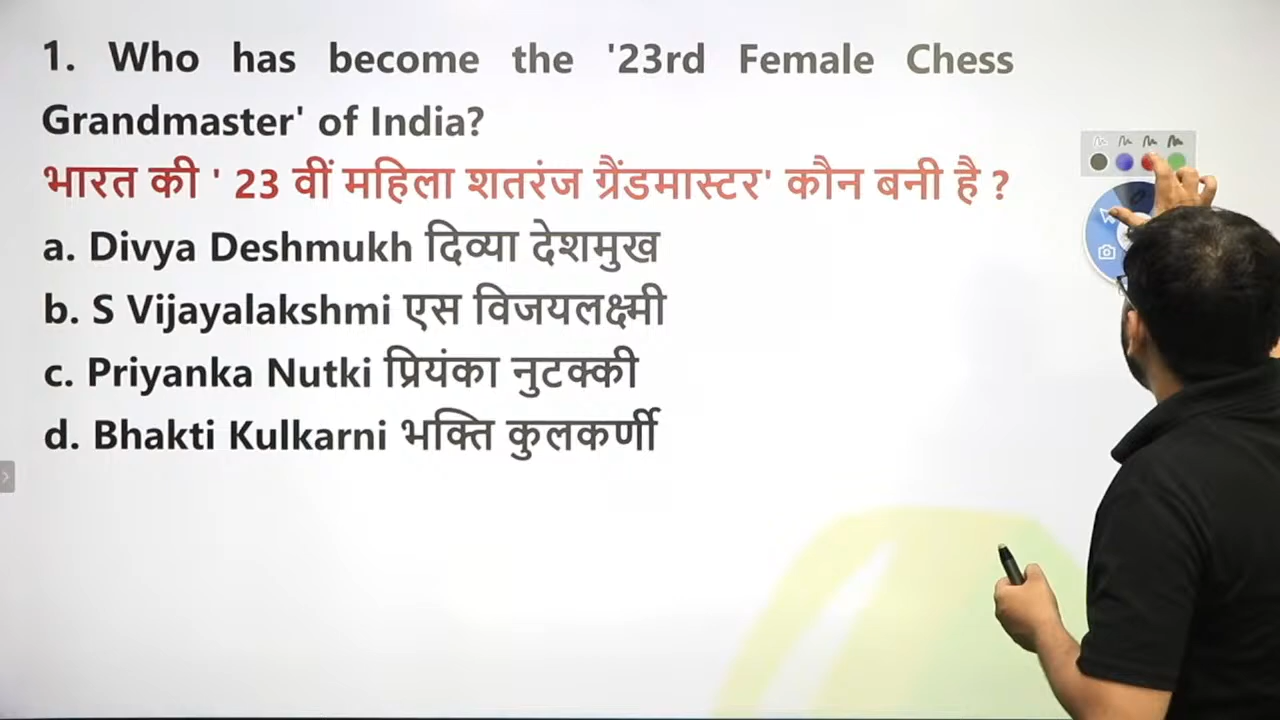 1. Who has become the '23rd Female Chess
Grandmaster' of India?
भारत की ' 23 वीं महिला शतरंज ग्रैंडमास्टर' कौन बनी है ?
a. Divya Deshmukh दिव्या देशमुख
b. S Vijayalakshmi एस विजयलक्ष्मी
c. Priyanka Nutki प्रियंका नुटक्की
d. Bhakti Kulkarni भक्ति कुलकर्णी